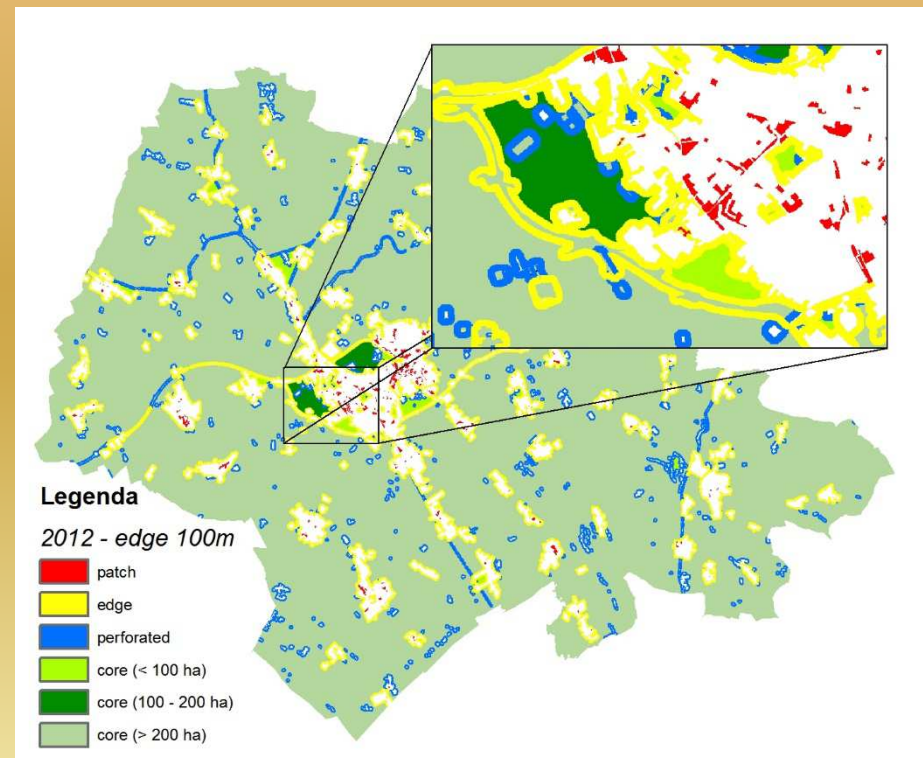 Legenda
2012 - edge 100m
patch
edge
perforated
core (< 100 ha)
core (100 - 200 ha)
core (> 200 ha)